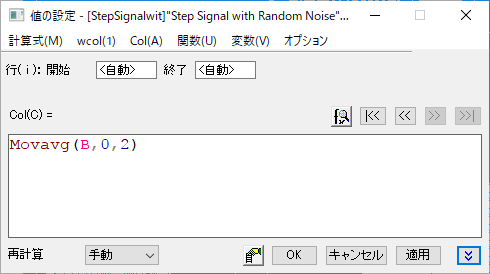 値の設定 - [StepSignalwit]"Step Signal with Random Noise"...
計算式(M) wcol(1) Col(A) 関数(U) 変数(V) オプション
行(i): 開始 <自動> 終了 <自動>
Col(C) =
Movavg(B,0,2)
再計算 手動 OK キャンセル 適用